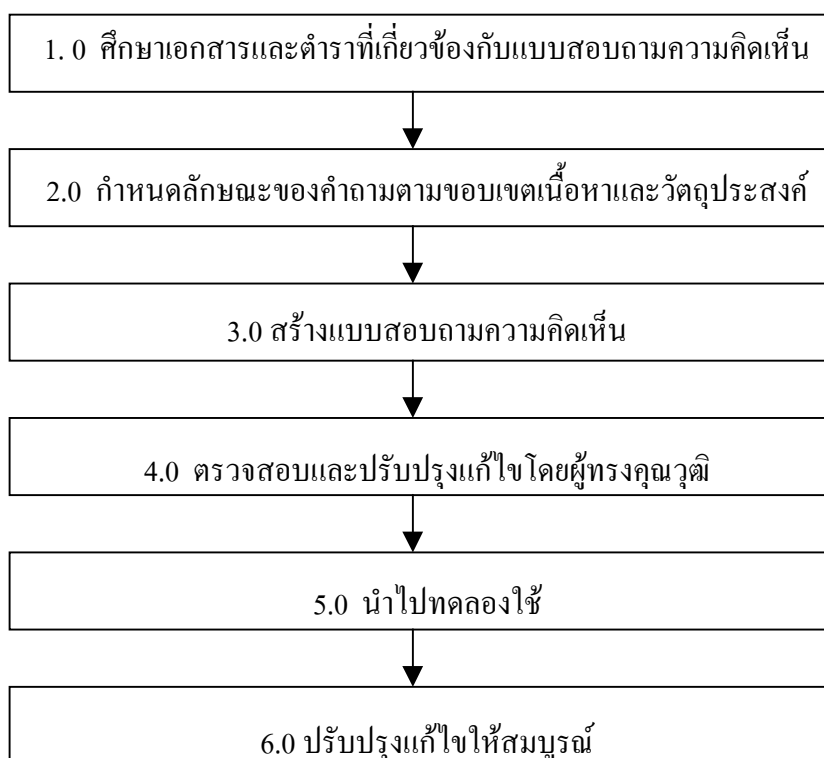 1. 0 ศึกษาเอกสารและตำราที่เกี่ยวข้องกับแบบสอบถามความคิดเห็น
2.0 กำหนดลักษณะของคำถามตามขอบเขตเนื้อหาและวัตถุประสงค์
3.0 สร้างแบบสอบถามความคิดเห็น
4.0 ตรวจสอบและปรับปรุงแก้ไขโดยผู้ทรงคุณวุฒิ
5.0 นำไปทดลองใช้
6.0 ปรับปรุงแก้ไขให้สมบูรณ์